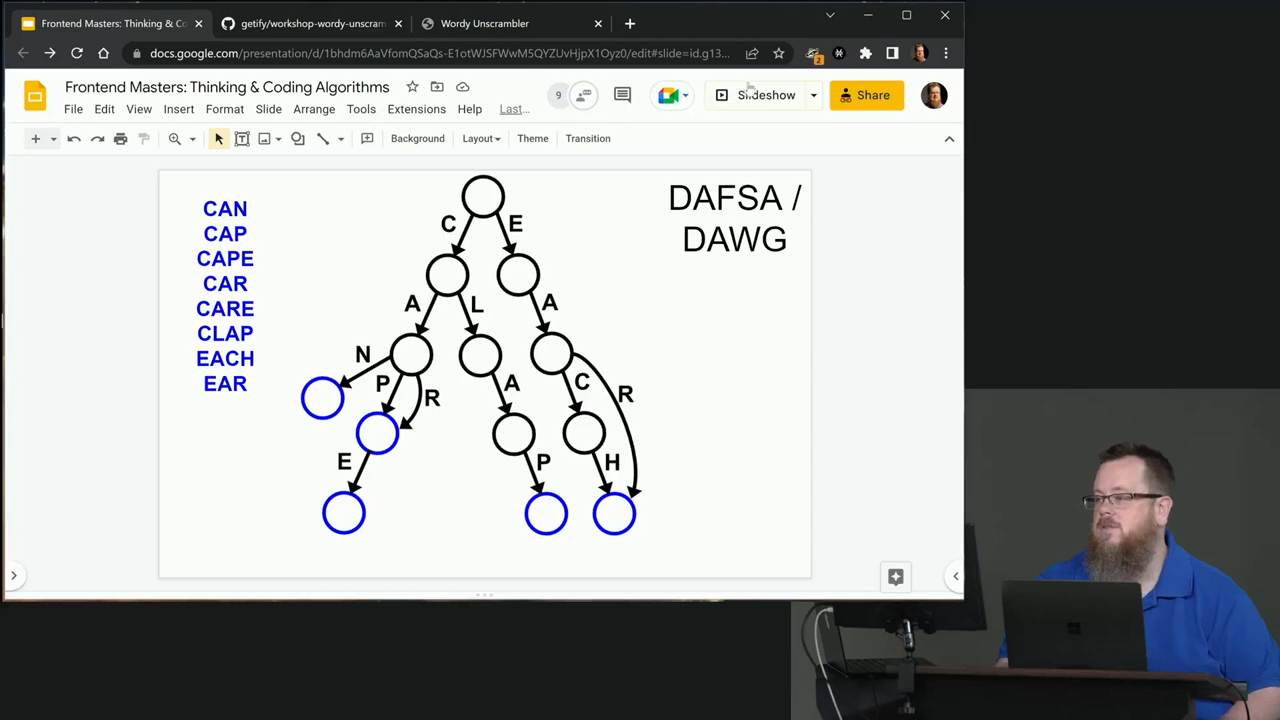 Frontend Masters: Thinking & Co
getify/workshop-wordy-unscram
Wordy Unscrambler
docs.google.com/presentation/d/1bhdm6AaVfomQSaQs-E1otWJSFWwM5QYZUvHjpX1Oyz0/edit#slide=id.g13...
2
Frontend Masters: Thinking & Coding Algorithms
9
Slideshow
Share
File Edit View Insert Format Slide Arrange Tools Extensions Help Last...
Background Layout Theme Transition
CAN
CAP
CAPE
CAR
CARE
CLAP
EACH
EAR
DAFSA /
DAWG
C E
A L A
N P R A C R
E P H